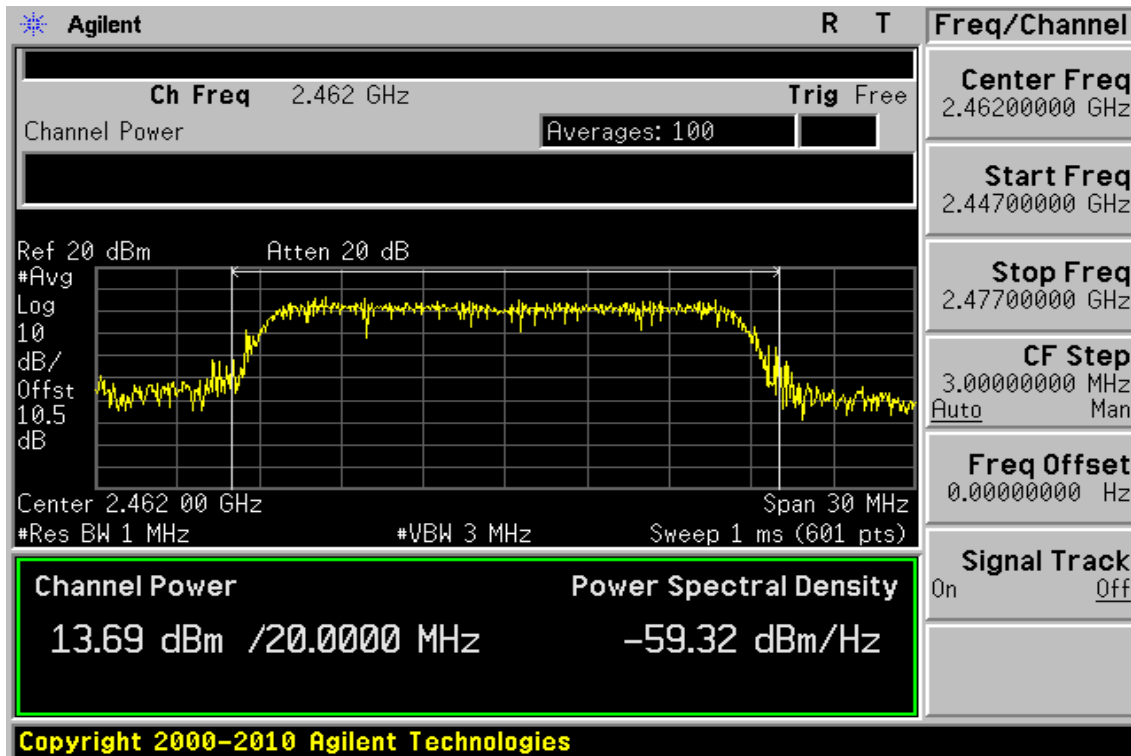 Agilent R T
Ch Freq 2.462 GHz Trig Free
Channel Power Averages: 100
Ref 20 dBm Atten 20 dB
#Avg
Log
10
dB/
Offst
10.5
dB
Center 2.462 00 GHz Span 30 MHz
#Res BW 1 MHz #VBW 3 MHz Sweep 1 ms (601 pts)
Channel Power Power Spectral Density
13.69 dBm /20.0000 MHz -59.32 dBm/Hz
Copyright 2000-2010 Agilent Technologies
Freq/Channel
Center Freq
2.46200000 GHz
Start Freq
2.44700000 GHz
Stop Freq
2.47700000 GHz
CF Step
3.00000000 MHz
Auto Man
Freq Offset
0.00000000 Hz
Signal Track
On Off